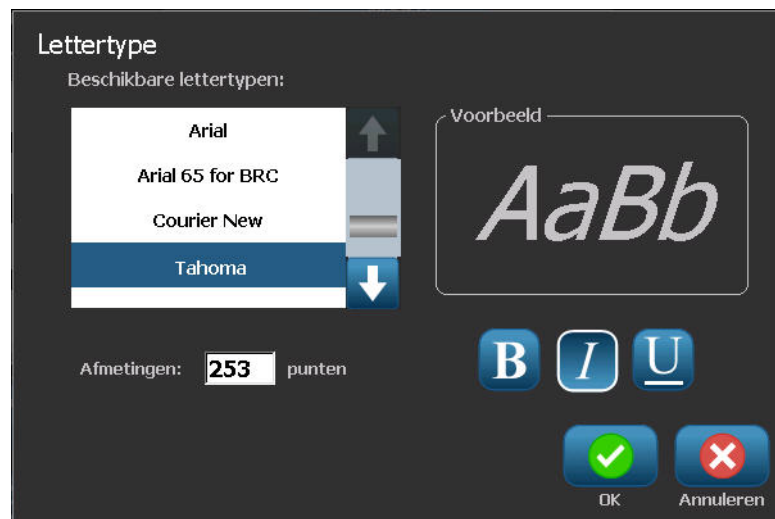 Lettertype
Beschikbare lettertypen:
Arial
Arial 65 for BRC
Courier New
Tahoma
Voorbeeld
AaBb
Afmetingen: 253 punten
B I U
OK Annuleren